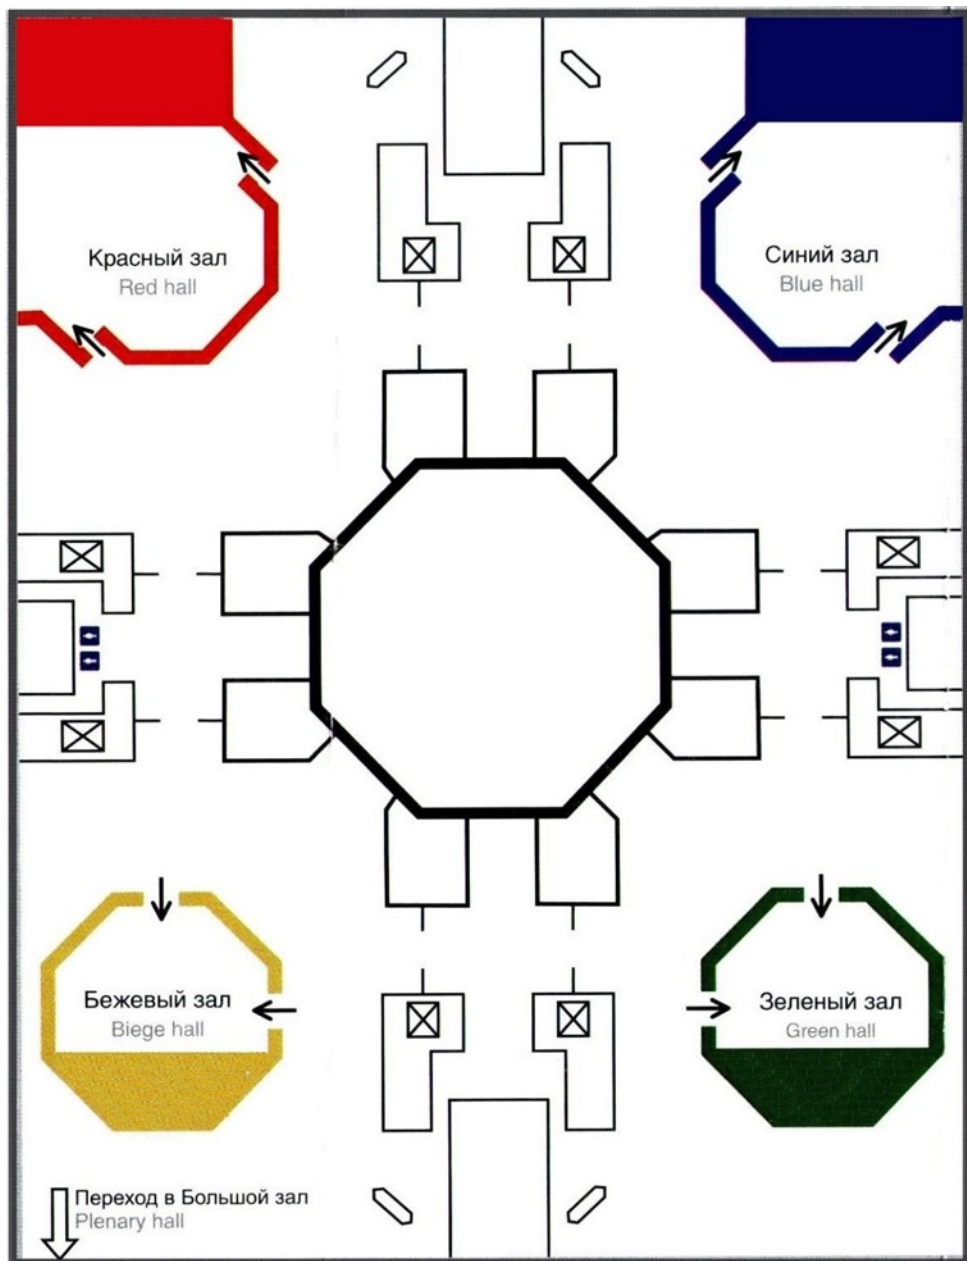 Красный зал
Red hall
Синий зал
Blue hall
Бежевый зал
Biege hall
Зеленый зал
Green hall
Переход в Большой зал
Plenary hall